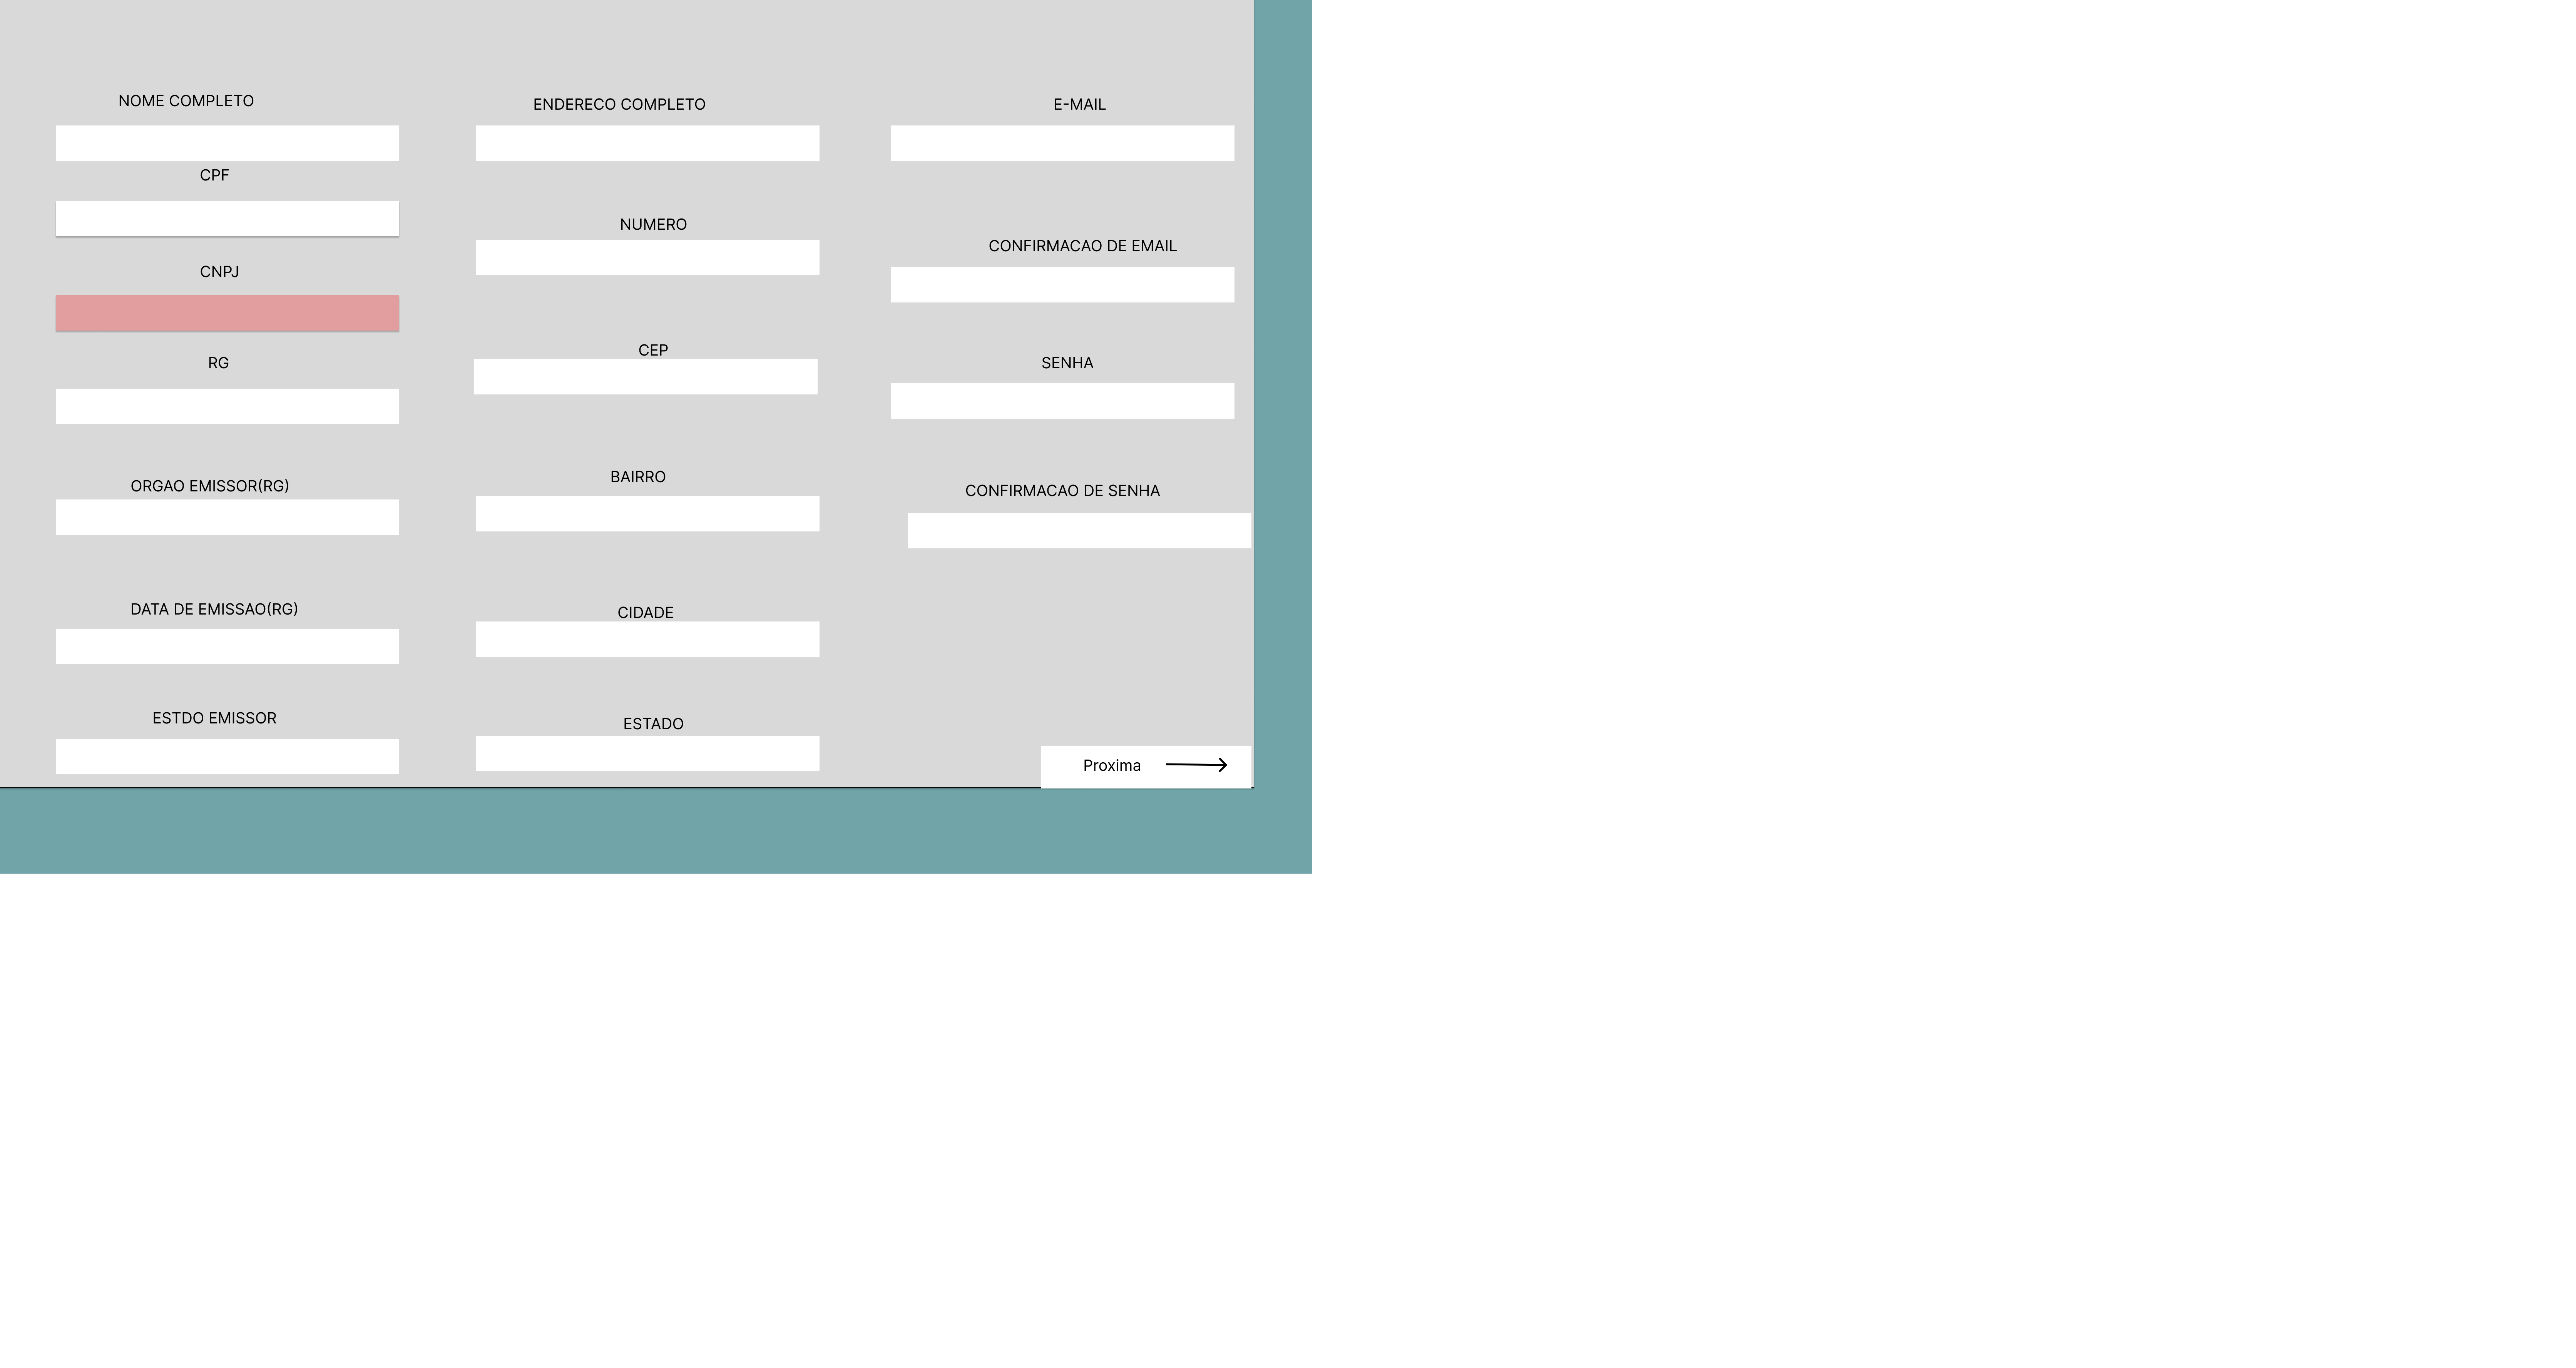 NOME COMPLETO
CPF
CNPJ
RG
ORGAO EMISSOR(RG)
DATA DE EMISSAO(RG)
ESTDO EMISSOR
ENDERECO COMPLETO
NUMERO
CEP
BAIRRO
CIDADE
ESTADO
E-MAIL
CONFIRMACAO DE EMAIL
SENHA
CONFIRMACAO DE SENHA
Proxima